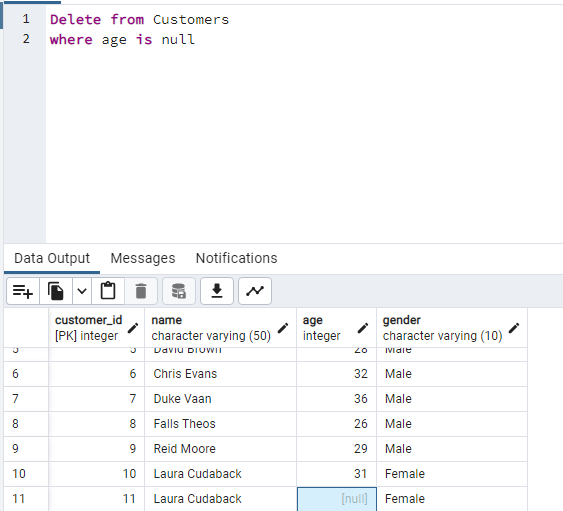 1 Delete from Customers
2 where age is null
Data Output Messages Notifications
customer_id name age gender
[PK] integer character varying (50) integer character varying (10)
5 5 David Brown 28 Male
6 6 Chris Evans 32 Male
7 7 Duke Vaan 36 Male
8 8 Falls Theos 26 Male
9 9 Reid Moore 29 Male
10 10 Laura Cudaback 31 Female
11 11 Laura Cudaback [null] Female